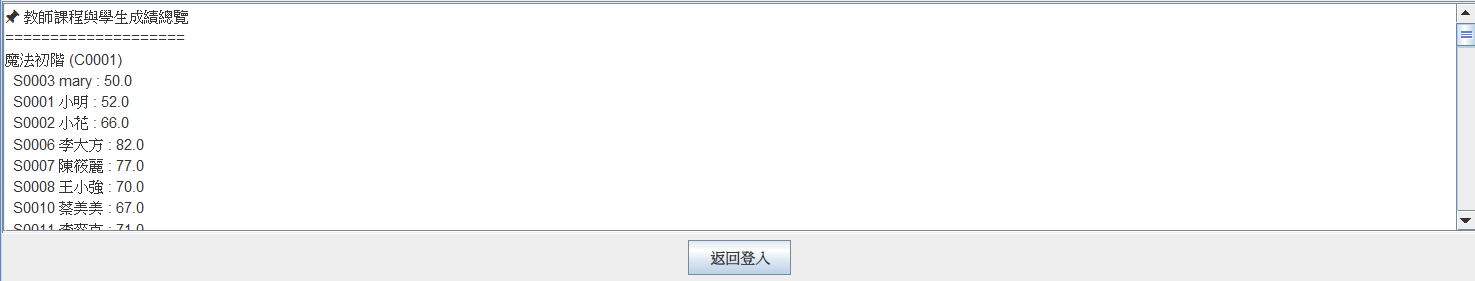 📌 教師課程與學生成績總覽
====================
魔法初階 (C0001)
S0003 mary : 50.0
S0001 小明 : 52.0
S0002 小花 : 66.0
S0006 李大方 : 82.0
S0007 陳筱麗 : 77.0
S0008 王小強 : 70.0
S0010 蔡美美 : 67.0
S0011 李麥克 : 71.0
返回登入